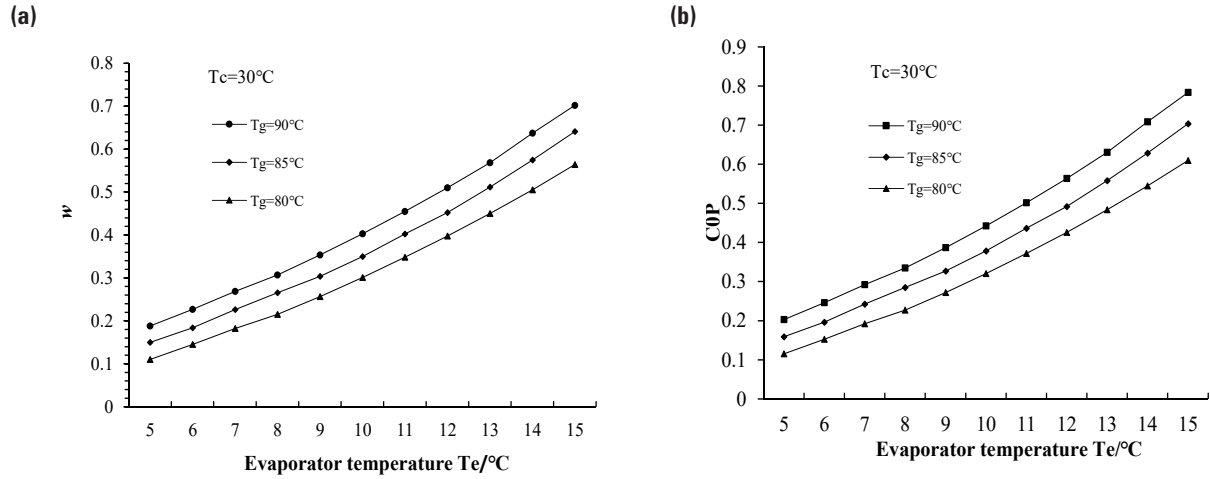 (a)
0.8
0.7
0.6
0.5
0.4
0.3
0.2
0.1
0
w
Tc=30℃
Tg=90℃
Tg=85℃
Tg=80℃
5 6 7 8 9 10 11 12 13 14 15
Evaporator temperature Te/℃
(b)
0.9
0.8
0.7
0.6
0.5
0.4
0.3
0.2
0.1
0
C0P
Tc=30℃
Tg=90℃
Tg=85℃
Tg=80℃
5 6 7 8 9 10 11 12 13 14 15
Evaporator temperature Te/℃